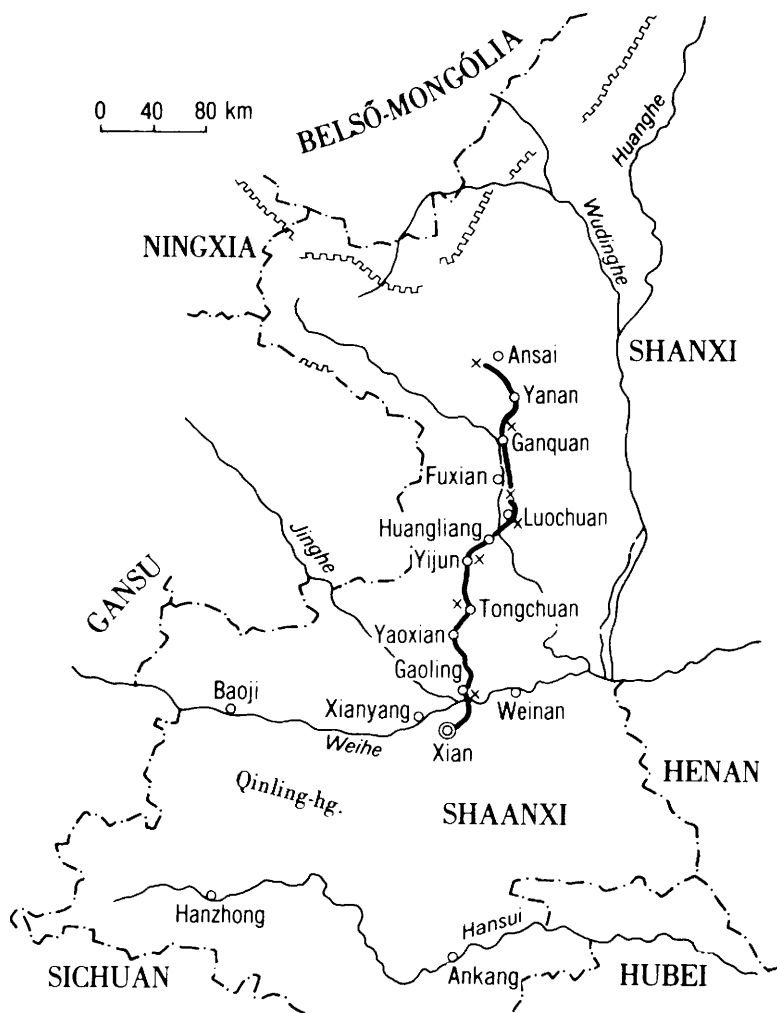 0 40 80 km
BELSŐ-MONGÓLIA
Huanghe
NINGXIA
Wudinghe
SHANXI
Ansai
Yanan
Ganquan
Fuxian
Luochuan
Huangliang
Jinghe
Yijun
GANSU
Tongchuan
Yaoxian
Gaoling
Baoji
Xianyang
Weinan
Weihe
Xian
HENAN
Qinling-hg.
SHAANXI
Hanzhong
Hansui
SICHUAN
Ankang
HUBEI